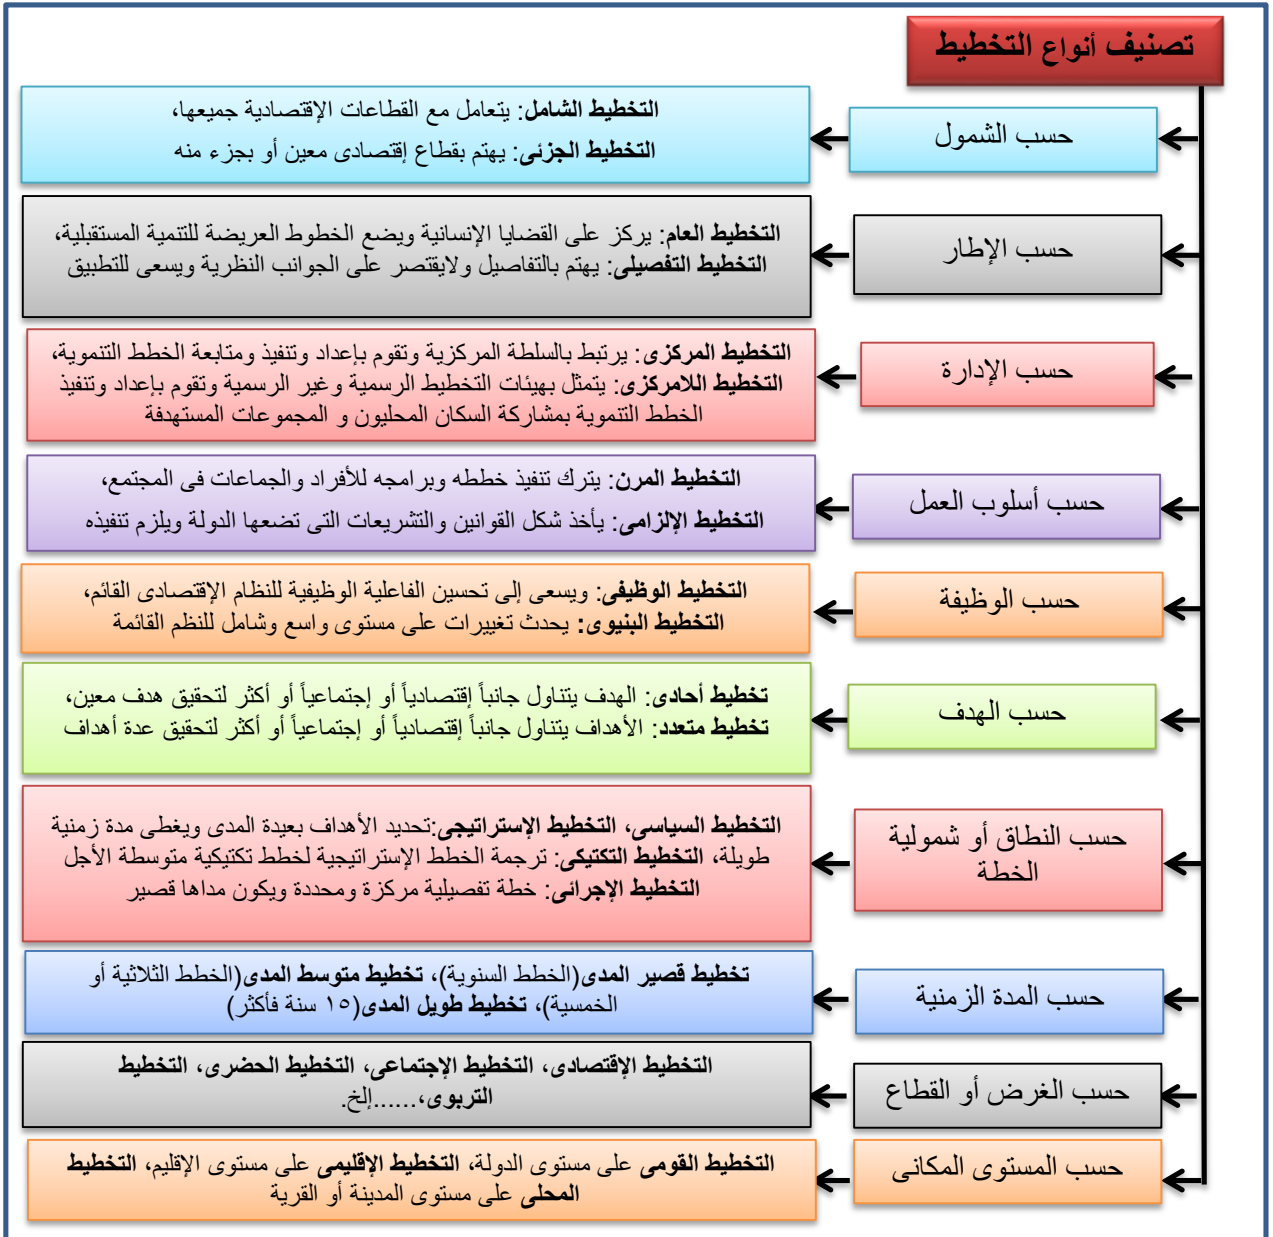 تصنيف أنواع التخطيط
حسب الشمول
التخطيط الشامل: يتعامل مع القطاعات الإقتصادية جميعها،
التخطيط الجزئى: يهتم بقطاع إقتصادى معين أو بجزء منه
حسب الإطار
التخطيط العام: يركز على القضايا الإنسانية ويضع الخطوط العريضة للتنمية المستقبلية،
التخطيط التفصيلى: يهتم بالتفاصيل ولايقتصر على الجوانب النظرية ويسعى للتطبيق
حسب الإدارة
التخطيط المركزى: يرتبط بالسلطة المركزية وتقوم بإعداد وتنفيذ ومتابعة الخطط التنموية،
التخطيط اللامركزى: يتمثل بهيئات التخطيط الرسمية وغير الرسمية وتقوم بإعداد وتنفيذ
الخطط التنموية بمشاركة السكان المحليون و المجموعات المستهدفة
حسب أسلوب العمل
التخطيط المرن: يترك تنفيذ خططه وبرامجه للأفراد والجماعات فى المجتمع،
التخطيط الإلزامى: يأخذ شكل القوانين والتشريعات التى تضعها الدولة ويلزم تنفيذه
حسب الوظيفة
التخطيط الوظيفى: ويسعى إلى تحسين الفاعلية الوظيفية للنظام الإقتصادى القائم،
التخطيط البنيوى: يحدث تغييرات على مستوى واسع وشامل للنظم القائمة
حسب الهدف
تخطيط أحادى: الهدف يتناول جانباً إقتصادياً أو إجتماعياً أو أكثر لتحقيق هدف معين،
تخطيط متعدد: الأهداف يتناول جانباً إقتصادياً أو إجتماعياً أو أكثر لتحقيق عدة أهداف
حسب النطاق أو شمولية
الخطة
التخطيط السياسى، التخطيط الإستراتيجى:تحديد الأهداف بعيدة المدى ويغطى مدة زمنية
طويلة، التخطيط التكتيكى: ترجمة الخطط الإستراتيجية لخطط تكتيكية متوسطة الأجل
التخطيط الإجرائى: خطة تفصيلية مركزة ومحددة ويكون مداها قصير
حسب المدة الزمنية
تخطيط قصير المدى(الخطط السنوية)، تخطيط متوسط المدى(الخطط الثلاثية أو
الخمسية)، تخطيط طويل المدى(١٥ سنة فأكثر)
حسب الغرض أو القطاع
التخطيط الإقتصادى، التخطيط الإجتماعى، التخطيط الحضرى، التخطيط
التربوى،......إلخ.
حسب المستوى المكانى
التخطيط القومى على مستوى الدولة، التخطيط الإقليمى على مستوى الإقليم، التخطيط
المحلى على مستوى المدينة أو القرية